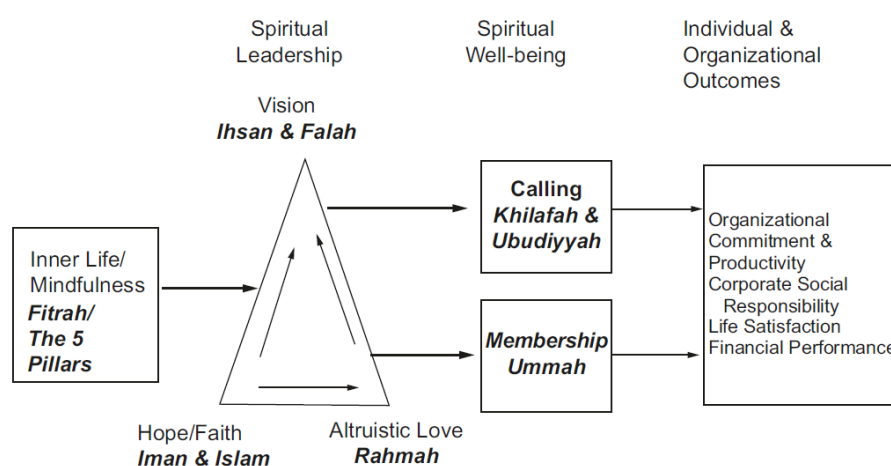 Spiritual
Leadership
Spiritual
Well-being
Individual &
Organizational
Outcomes
Vision
Ihsan & Falah
Inner Life/
Mindfulness
Fitrah/
The 5
Pillars
Calling
Khilafah &
Ubudiyyah
Membership
Ummah
Organizational
Commitment &
Productivity
Corporate Social
Responsibility
Life Satisfaction
Financial Performance
Hope/Faith
Iman & Islam
Altruistic Love
Rahmah